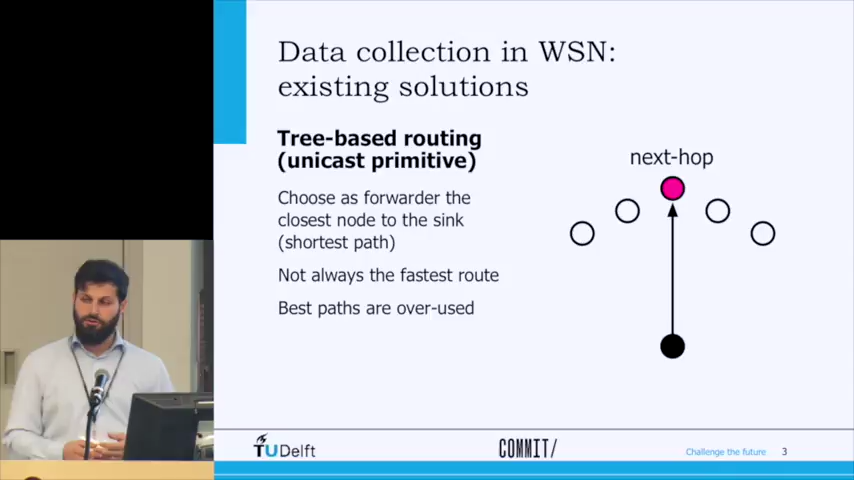 Data collection in WSN:
existing solutions
Tree-based routing
(unicast primitive)
Choose as forwarder the
closest node to the sink
(shortest path)
Not always the fastest route
Best paths are over-used
next-hop
TUDelft
COMMIT/
Challenge the future 3